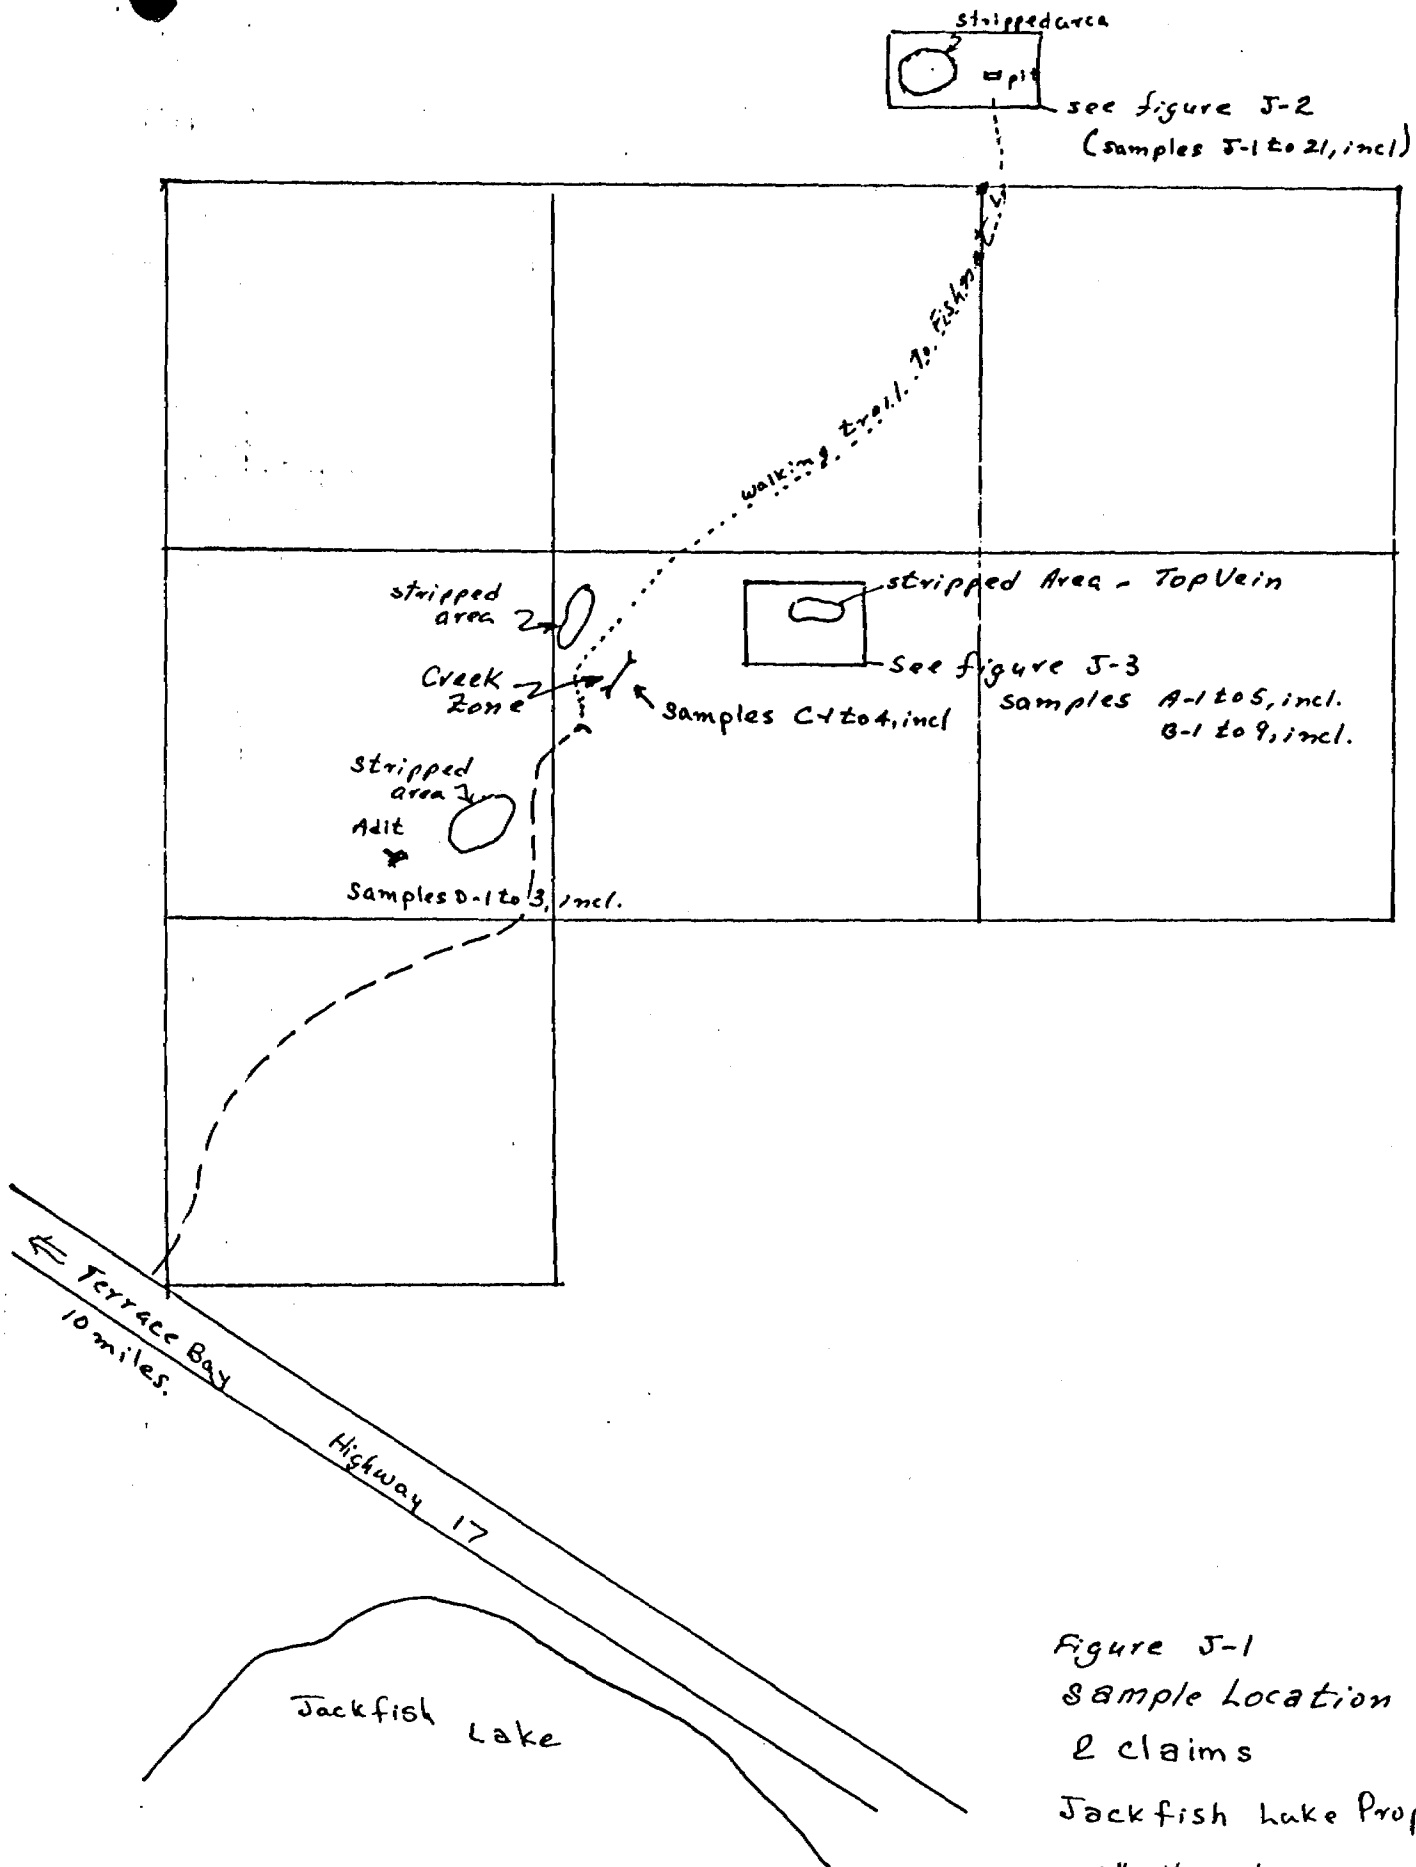 stripped area
pit
see figure J-2
(samples J-1 to 21, incl)
walking trail To Fishnet L.
stripped
area
stripped Area - Top Vein
See figure J-3
samples A-1 to 5, incl.
B-1 to 9, incl.
Creek
Zone
Samples C-1 to 4, incl
stripped
area
Adit
Samples D-1 to 3, incl.
Terrace Bay
10 miles.
Highway 17
Jackfish Lake
Figure J-1
Sample Location
& claims
Jackfish Lake Prop